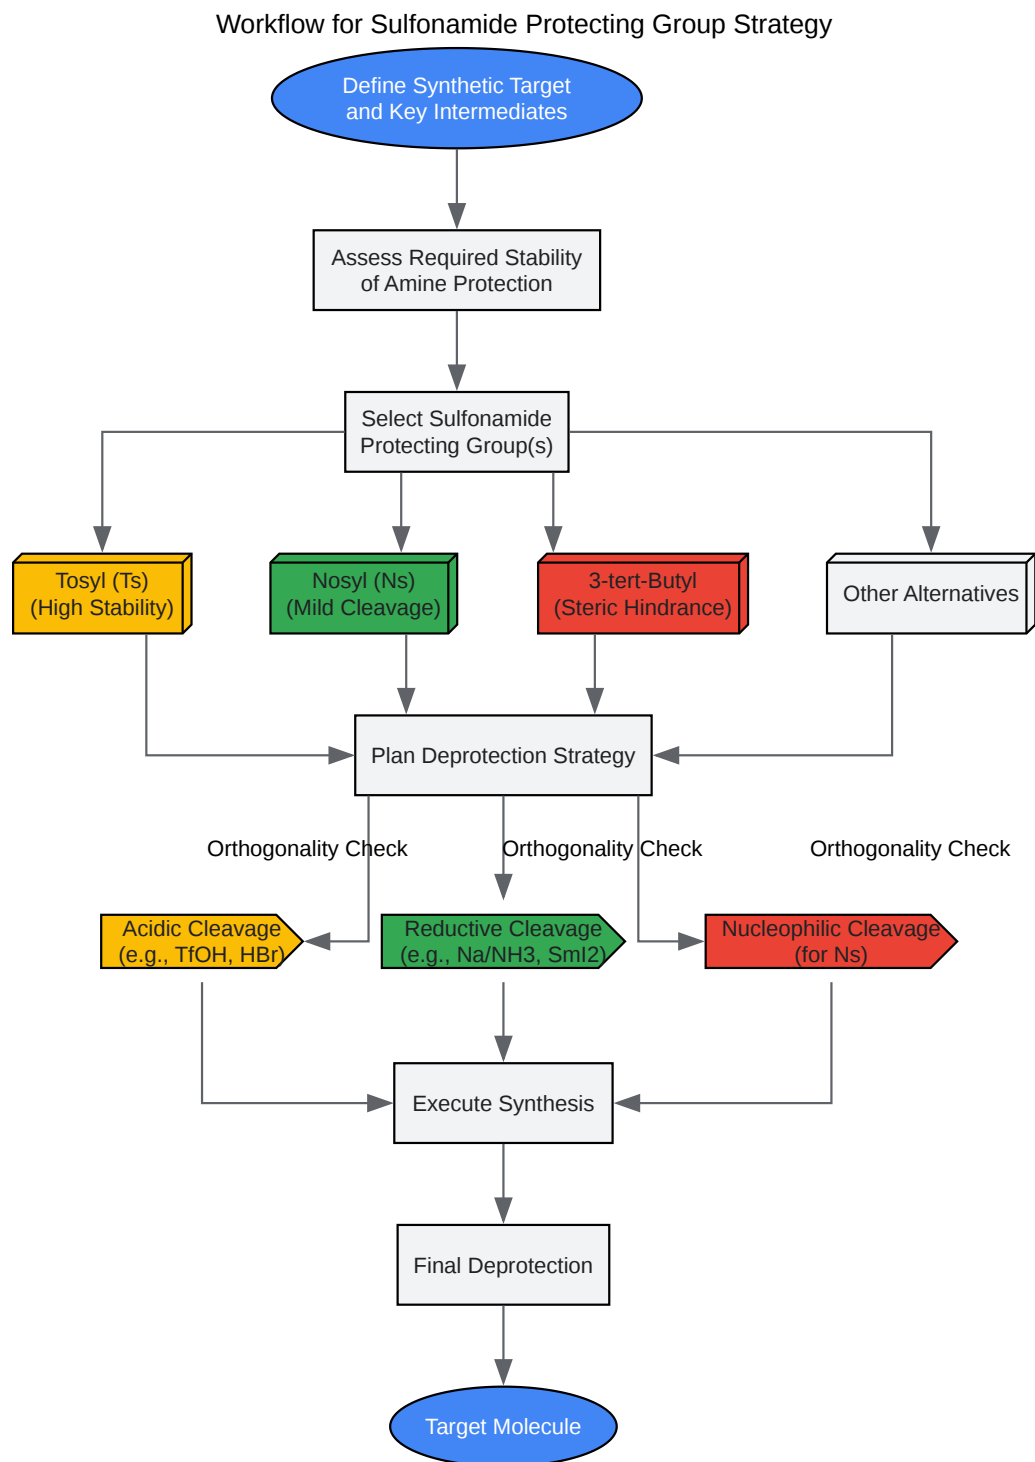 Workflow for Sulfonamide Protecting Group Strategy
Define Synthetic Target
and Key Intermediates
Assess Required Stability
of Amine Protection
Select Sulfonamide
Protecting Group(s)
Tosyl (Ts)
(High Stability)
Nosyl (Ns)
(Mild Cleavage)
3-tert-Butyl
(Steric Hindrance)
Other Alternatives
Plan Deprotection Strategy
Orthogonality Check
Orthogonality Check
Orthogonality Check
Acidic Cleavage
(e.g., TfOH, HBr)
Reductive Cleavage
(e.g., Na/NH3, SmI2)
Nucleophilic Cleavage
(for Ns)
Execute Synthesis
Final Deprotection
Target Molecule